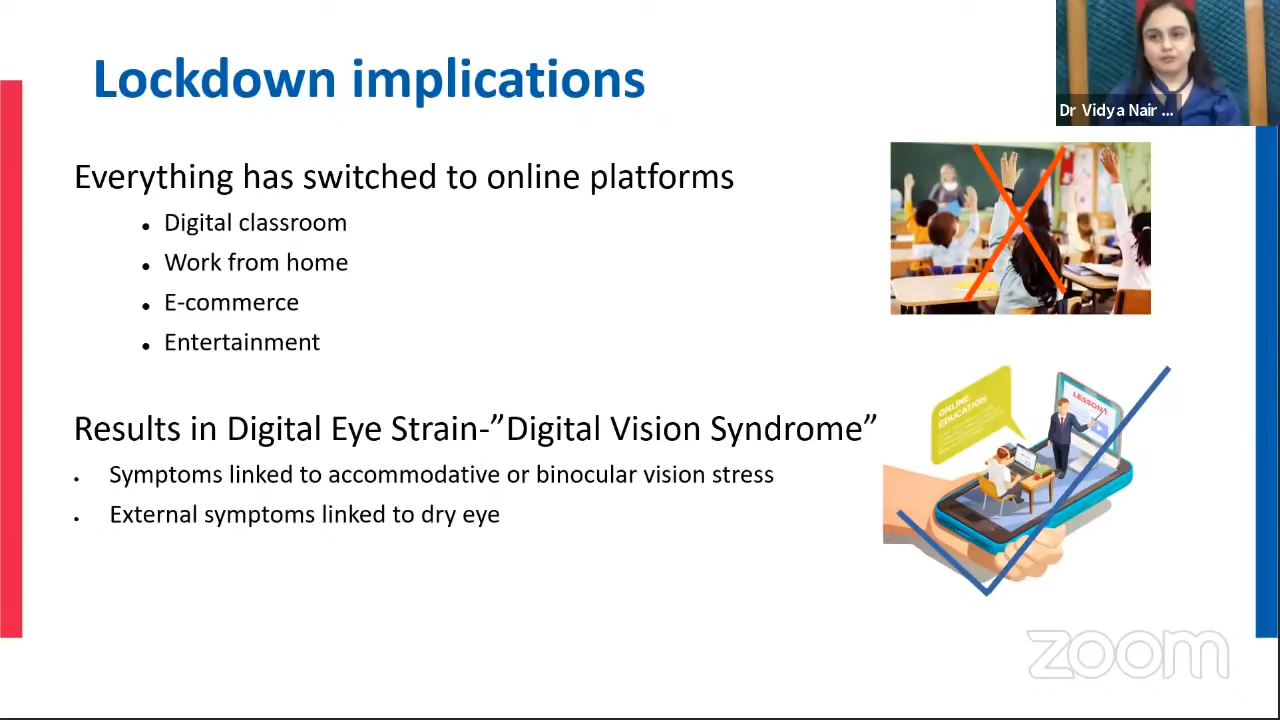 Lockdown implications
Dr Vidya Nair ...
Everything has switched to online platforms
• Digital classroom
• Work from home
• E-commerce
• Entertainment
Results in Digital Eye Strain-”Digital Vision Syndrome”
• Symptoms linked to accommodative or binocular vision stress
• External symptoms linked to dry eye
ONLINE
EDUCATION
LESSON
zoom